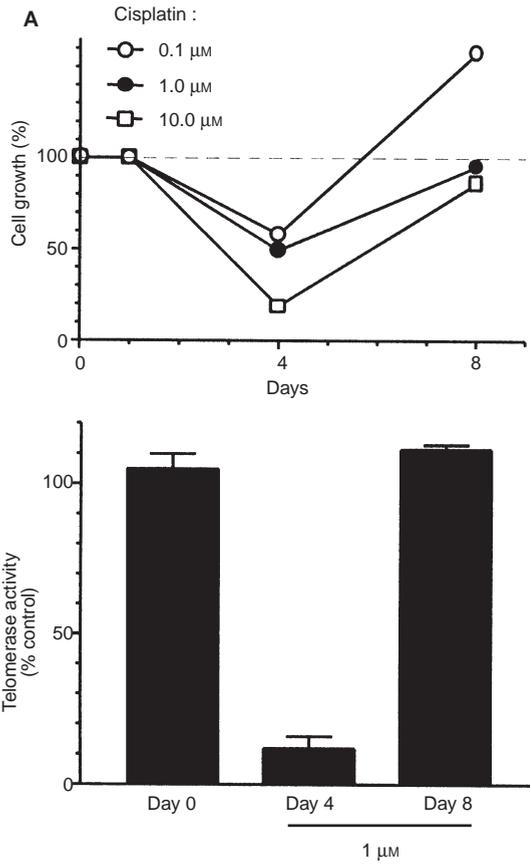 A
Cisplatin :
0.1 μM
1.0 μM
10.0 μM
Cell growth (%)
100
50
0
0 4 8
Days
Telomerase activity
(% control)
100
50
0
Day 0 Day 4 Day 8
1 μM